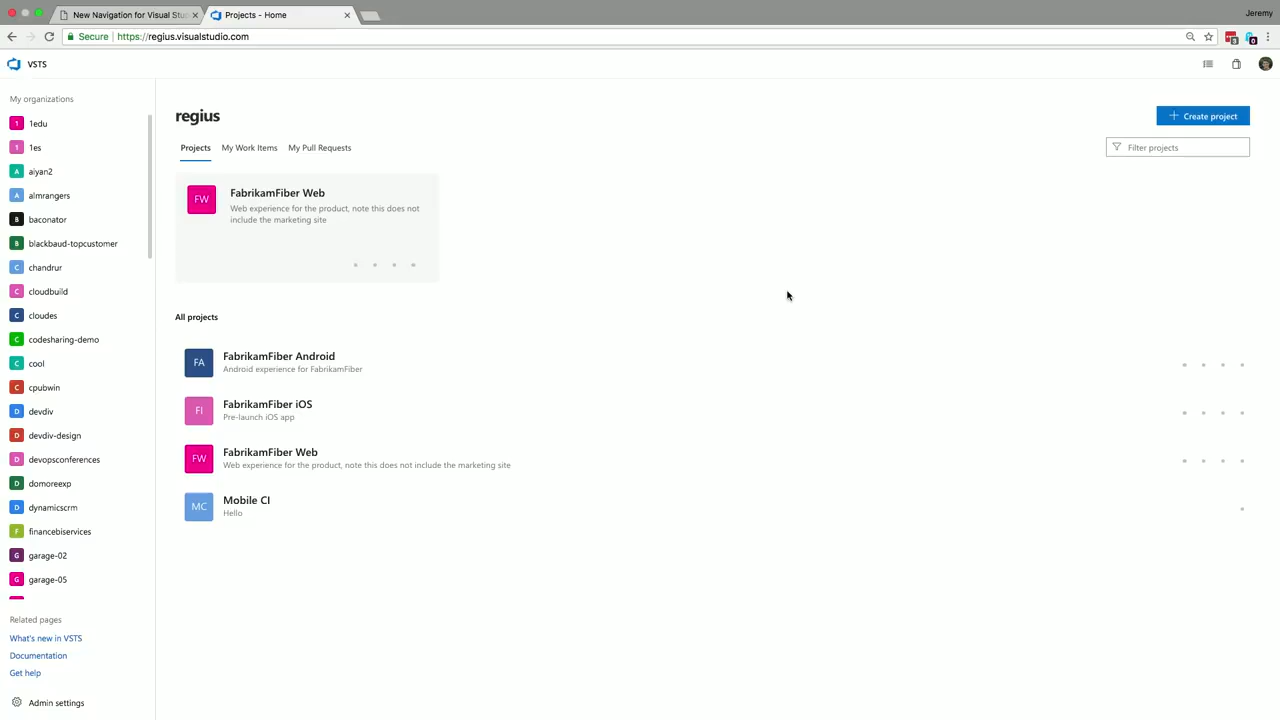 New Navigation for Visual Stu
Projects - Home
Jeremy
Secure
https://regius.visualstudio.com
3
0
VSTS
My organizations
1 1edu
1 1es
A aiyan2
A almrangers
B baconator
B blackbaud-topcustomer
C chandrur
C cloudbuild
C cloudes
C codesharing-demo
C cool
C cpubwin
D devdiv
D devdiv-design
D devopsconferences
D domoreexp
D dynamicscrm
F financebiservices
G garage-02
G garage-05
Related pages
What's new in VSTS
Documentation
Get help
Admin settings
regius
Create project
Projects
My Work Items
My Pull Requests
Filter projects
FW
FabrikamFiber Web
Web experience for the product, note this does not
include the marketing site
All projects
FA
FabrikamFiber Android
Android experience for FabrikamFiber
FI
FabrikamFiber iOS
Pre-launch iOS app
FW
FabrikamFiber Web
Web experience for the product, note this does not include the marketing site
MC
Mobile CI
Hello